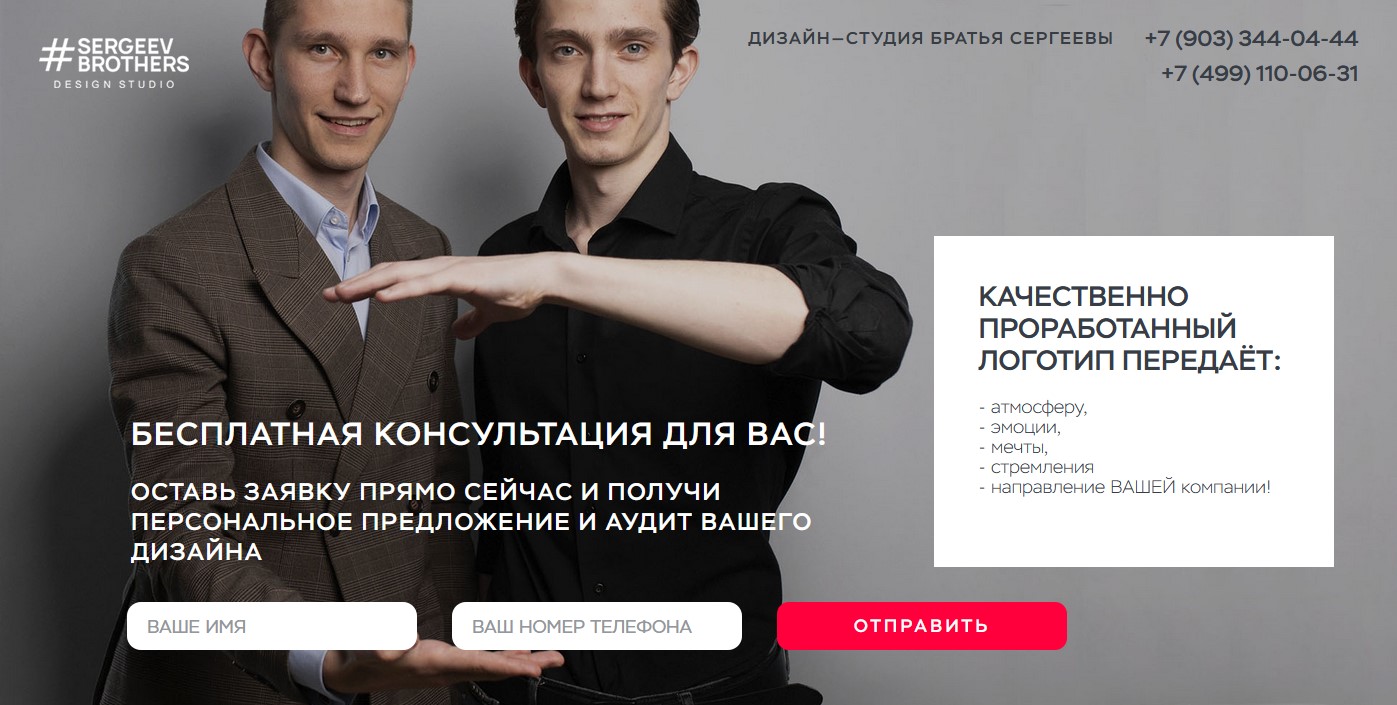 #SERGEEV
BROTHERS
DESIGN STUDIO
ДИЗАЙН–СТУДИЯ БРАТЬЯ СЕРГЕЕВЫ
+7 (903) 344-04-44
+7 (499) 110-06-31
КАЧЕСТВЕННО
ПРОРАБОТАННЫЙ
ЛОГОТИП ПЕРЕДАЁТ:
- атмосферу,
- эмоции,
- мечты,
- стремления
- направление ВАШЕЙ компании!
БЕСПЛАТНАЯ КОНСУЛЬТАЦИЯ ДЛЯ ВАС!
ОСТАВЬ ЗАЯВКУ ПРЯМО СЕЙЧАС И ПОЛУЧИ
ПЕРСОНАЛЬНОЕ ПРЕДЛОЖЕНИЕ И АУДИТ ВАШЕГО
ДИЗАЙНА
ВАШЕ ИМЯ
ВАШ НОМЕР ТЕЛЕФОНА
ОТПРАВИТЬ